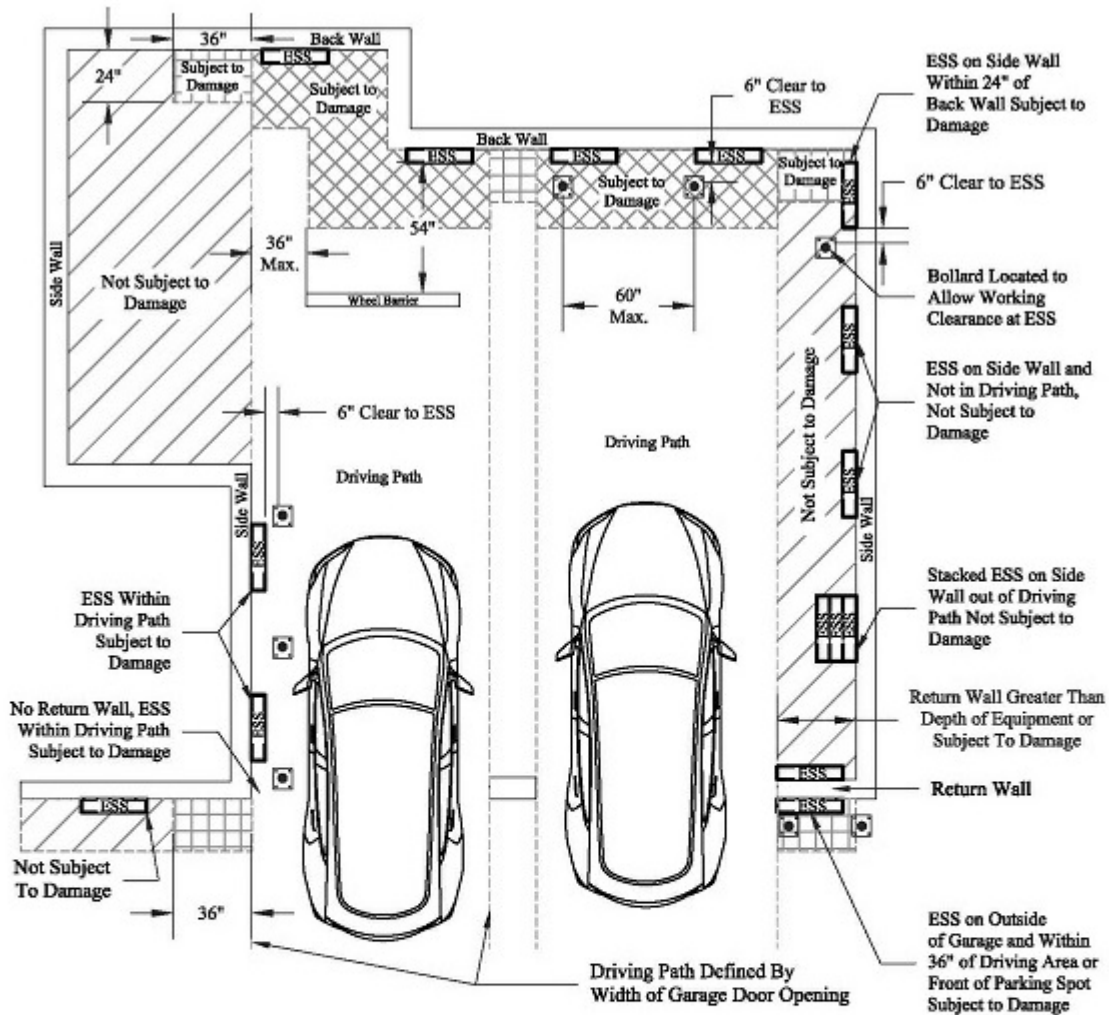 36"
Back Wall
ESS
24"
Subject to
Damage
Subject to
Damage
6" Clear to
ESS
ESS on Side Wall
Within 24" of
Back Wall Subject to
Damage
Back Wall
ESS
ESS
ESS
Subject to
Damage
ESS
Subject to
Damage
6" Clear to ESS
54"
36"
Max.
Side Wall
Not Subject to
Damage
Wheel Barrier
60"
Max.
Bollard Located to
Allow Working
Clearance at ESS
ESS
ESS on Side Wall and
Not in Driving Path,
Not Subject to
Damage
Not Subject to Damage
6" Clear to ESS
Driving Path
Driving Path
ESS
Side Wall
Side Wall
ESS
ESS Within
Driving Path
Subject to
Damage
Stacked ESS on Side
Wall out of Driving
Path Not Subject to
Damage
ESS
ESS
ESS
No Return Wall, ESS
Within Driving Path
Subject to Damage
ESS
Return Wall Greater Than
Depth of Equipment or
Subject To Damage
ESS
Return Wall
ESS
ESS
Not Subject
To Damage
36"
Driving Path Defined By
Width of Garage Door Opening
ESS on Outside
of Garage and Within
36" of Driving Area or
Front of Parking Spot
Subject to Damage